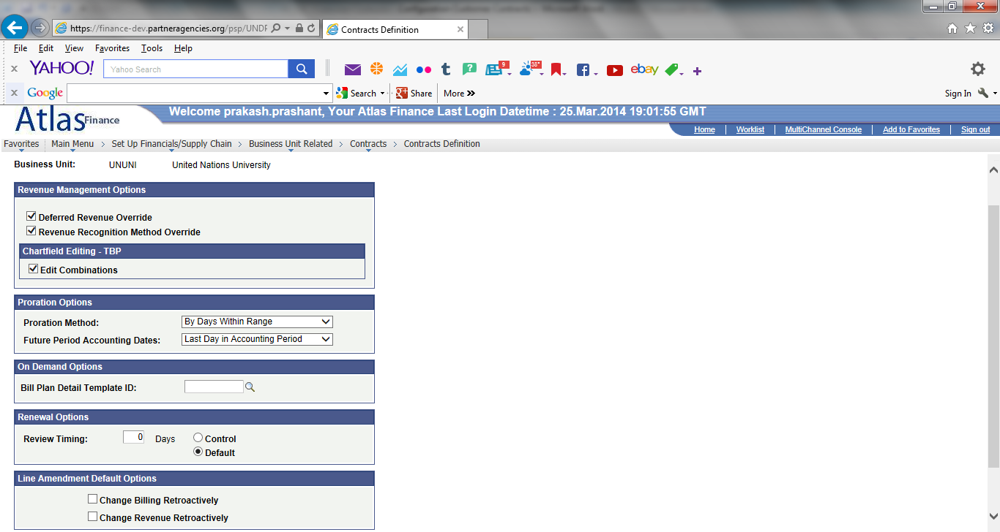 https://finance-dev.partneragencies.org/psp/UNDF
Contracts Definition
File Edit View Favorites Tools Help
YAHOO! Yahoo Search
t ? 9 38° f ebay
Google Search Share More »
Sign In
Atlas Finance
Welcome prakash.prashant, Your Atlas Finance Last Login Datetime : 25.Mar.2014 19:01:55 GMT
Home Worklist MultiChannel Console Add to Favorites Sign out
Favorites Main Menu > Set Up Financials/Supply Chain > Business Unit Related > Contracts > Contracts Definition
Business Unit: UNUNI United Nations University
Revenue Management Options
Deferred Revenue Override
Revenue Recognition Method Override
Chartfield Editing - TBP
Edit Combinations
Proration Options
Proration Method: By Days Within Range
Future Period Accounting Dates: Last Day in Accounting Period
On Demand Options
Bill Plan Detail Template ID:
Renewal Options
Review Timing: 0 Days Control
Default
Line Amendment Default Options
Change Billing Retroactively
Change Revenue Retroactively